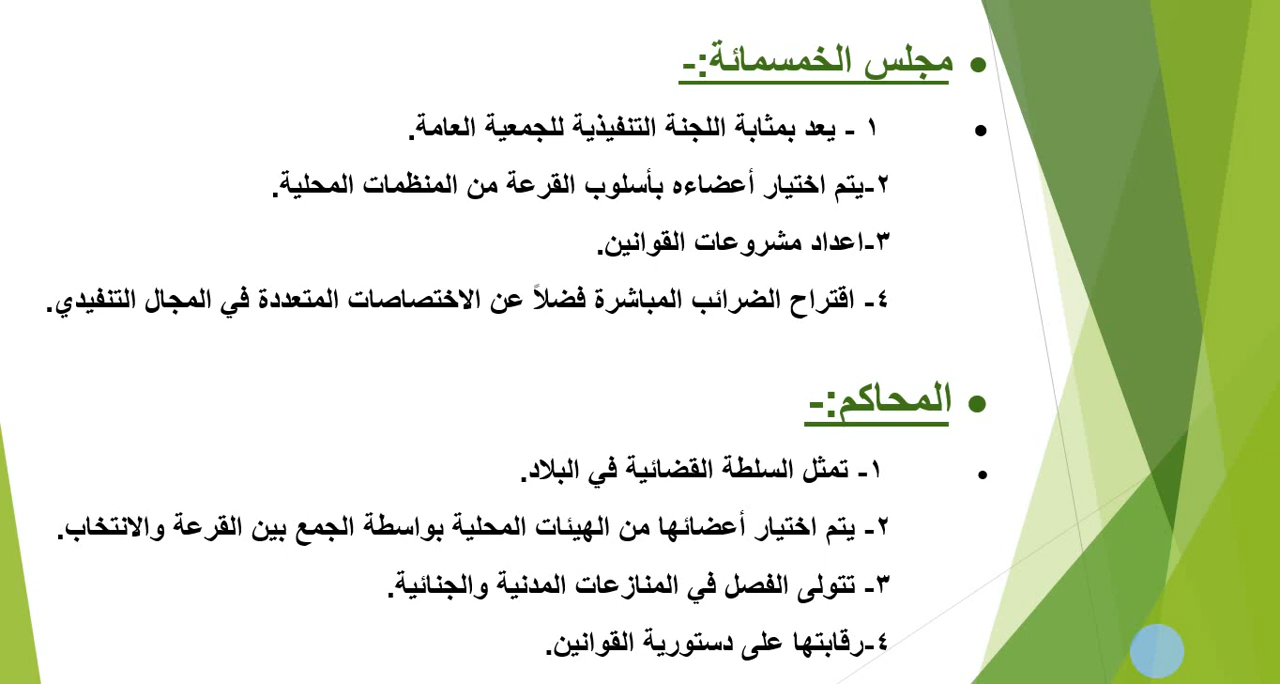 • مجلس الخمسمائة:-
• ١ - يعد بمثابة اللجنة التنفيذية للجمعية العامة.
٢-يتم اختيار أعضاءه بأسلوب القرعة من المنظمات المحلية.
٣-اعداد مشروعات القوانين.
٤- اقتراح الضرائب المباشرة فضلاً عن الاختصاصات المتعددة في المجال التنفيدي.
• المحاكم:-
• ١- تمثل السلطة القضائية في البلاد.
٢- يتم اختيار أعضائها من الهيئات المحلية بواسطة الجمع بين القرعة والانتخاب.
٣- تتولى الفصل في المنازعات المدنية والجنائية.
٤-رقابتها على دستورية القوانين.